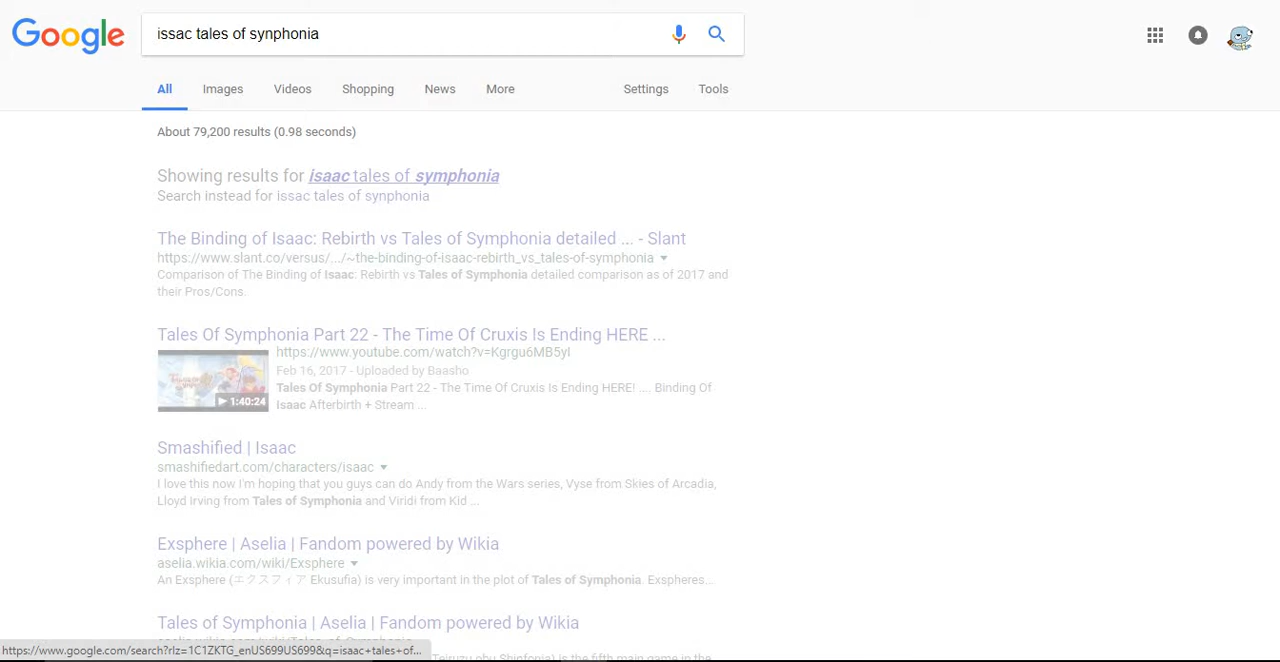 Google
issac tales of synphonia
All Images Videos Shopping News More Settings Tools
About 79,200 results (0.98 seconds)
Showing results for isaac tales of symphonia
Search instead for issac tales of synphonia
The Binding of Isaac: Rebirth vs Tales of Symphonia detailed ... - Slant
https://www.slant.co/versus/.../~the-binding-of-isaac-rebirth_vs_tales-of-symphonia
Comparison of The Binding of Isaac: Rebirth vs Tales of Symphonia detailed comparison as of 2017 and
their Pros/Cons.
Tales Of Symphonia Part 22 - The Time Of Cruxis Is Ending HERE ...
https://www.youtube.com/watch?v=Kgrgu6MB5yI
Feb 16, 2017 - Uploaded by Baasho
Tales Of Symphonia Part 22 - The Time Of Cruxis Is Ending HERE! .... Binding Of
Isaac Afterbirth + Stream ...
1:40:24
Smashified | Isaac
smashifiedart.com/characters/isaac
I love this now I'm hoping that you guys can do Andy from the Wars series, Vyse from Skies of Arcadia,
Lloyd Irving from Tales of Symphonia and Viridi from Kid ...
Exsphere | Aselia | Fandom powered by Wikia
aselia.wikia.com/wiki/Exsphere
An Exsphere (エクスフィア Ekusufia) is very important in the plot of Tales of Symphonia. Exspheres...
Tales of Symphonia | Aselia | Fandom powered by Wikia
https://www.google.com/search?rlz=1C1ZKTG_enUS699US699&q=isaac+tales+of...
is the fifth main game in the